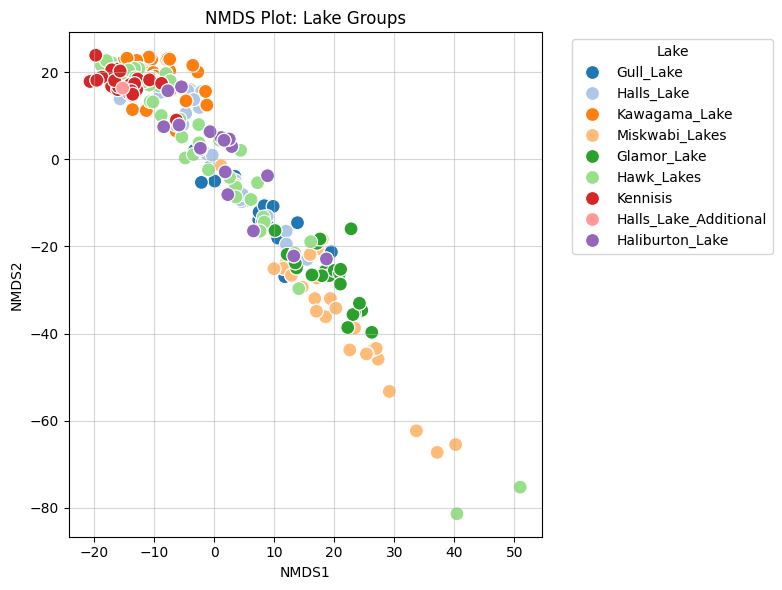 NMDS Plot: Lake Groups
Lake
Gull_Lake
Halls_Lake
Kawagama_Lake
Miskwabi_Lakes
Glamor_Lake
Hawk_Lakes
Kennisis
Halls_Lake_Additional
Haliburton_Lake
20
0
−20
−40
−60
−80
NMDS2
−20 −10 0 10 20 30 40 50
NMDS1